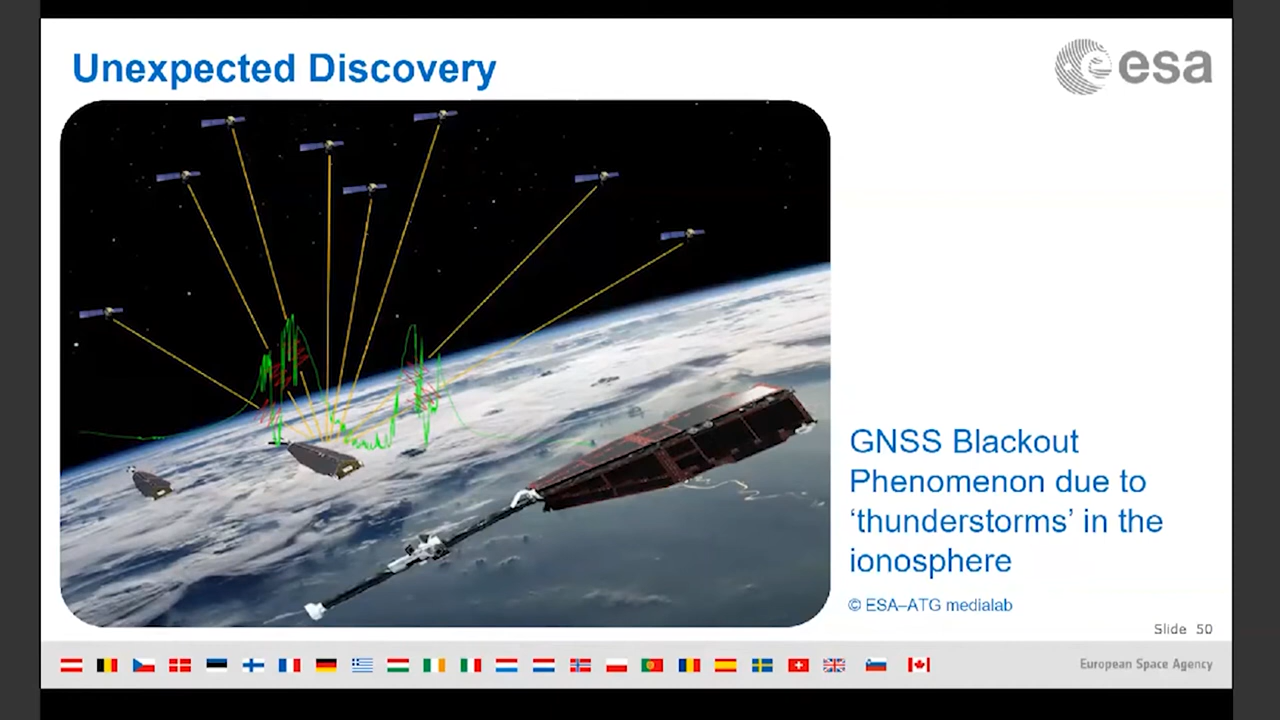 Unexpected Discovery
esa
GNSS Blackout
Phenomenon due to
‘thunderstorms’ in the
ionosphere
© ESA–ATG medialab
Slide 50
European Space Agency